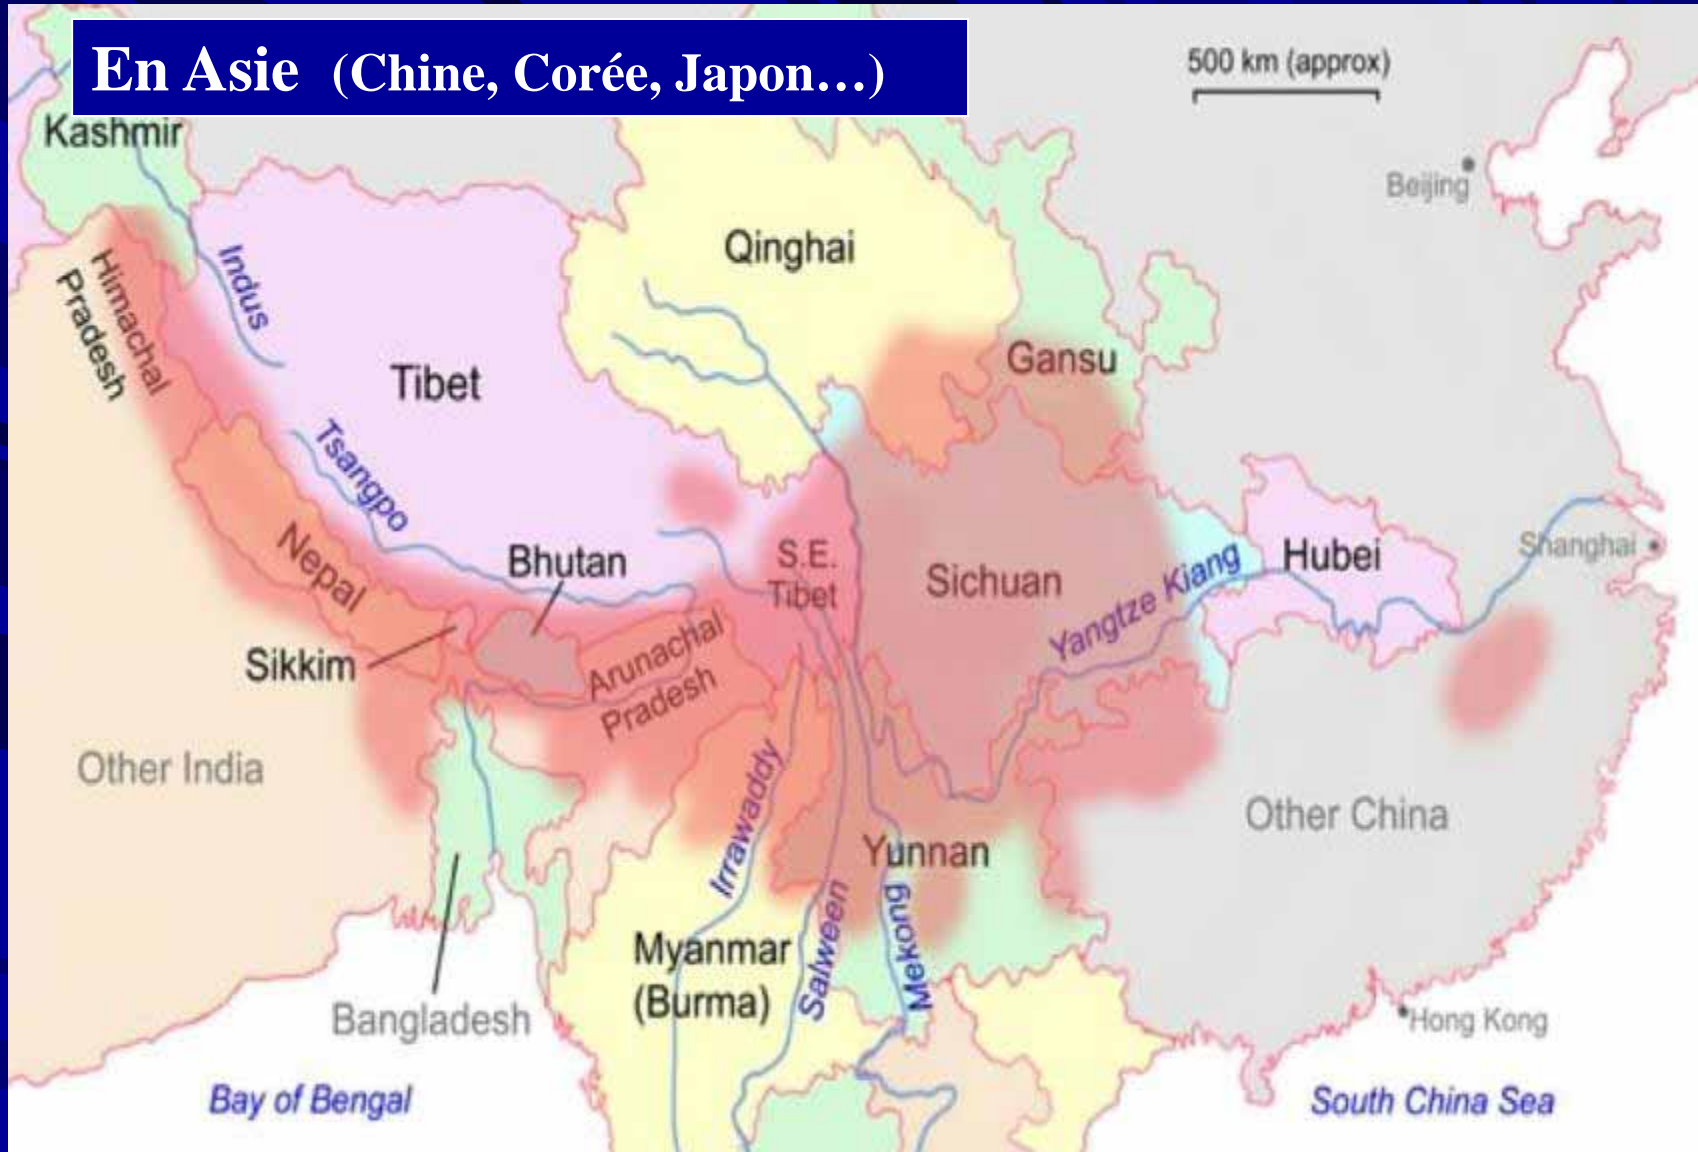 En Asie (Chine, Corée, Japon…)
500 km (approx)
Kashmir
Beijing
Qinghai
Indus
Himachal
Pradesh
Gansu
Tibet
Tsangpo
Nepal
Bhutan
S.E.
Tibet
Sichuan
Yangtze Kiang
Hubei
Shanghai
Sikkim
Arunachal
Pradesh
Other India
Irrawaddy
Other China
Yunnan
Salween
Mekong
Myanmar
(Burma)
Bangladesh
Hong Kong
Bay of Bengal
South China Sea